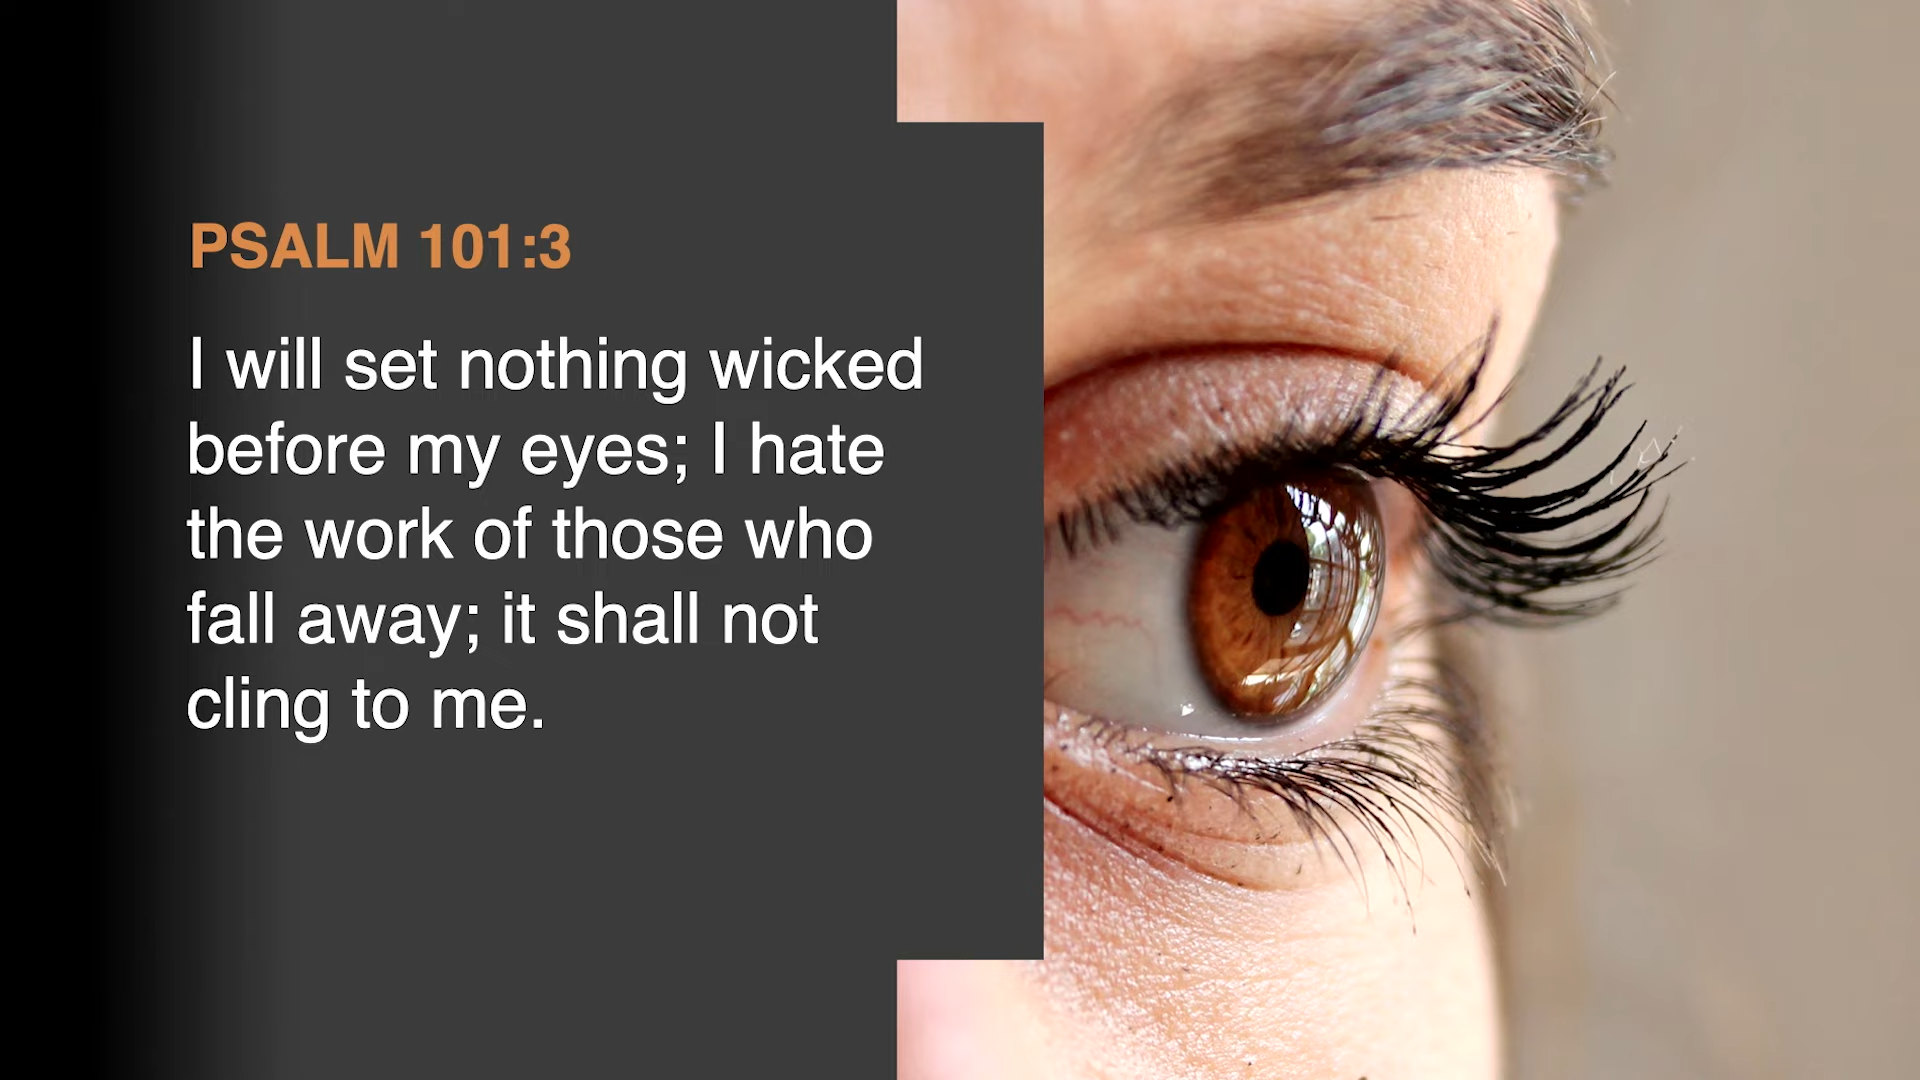 PSALM 101:3
I will set nothing wicked
before my eyes; I hate
the work of those who
fall away; it shall not
cling to me.